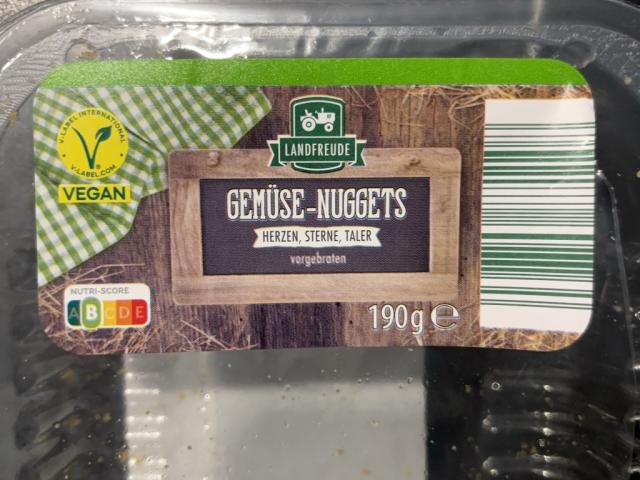 V-LABEL INTERNATIONAL
V-LABEL.COM
VEGAN
LANDFREUDE
GEMÜSE-NUGGETS
HERZEN, STERNE, TALER
vorgebraten
NUTRI-SCORE
A B C D E
190g ℮